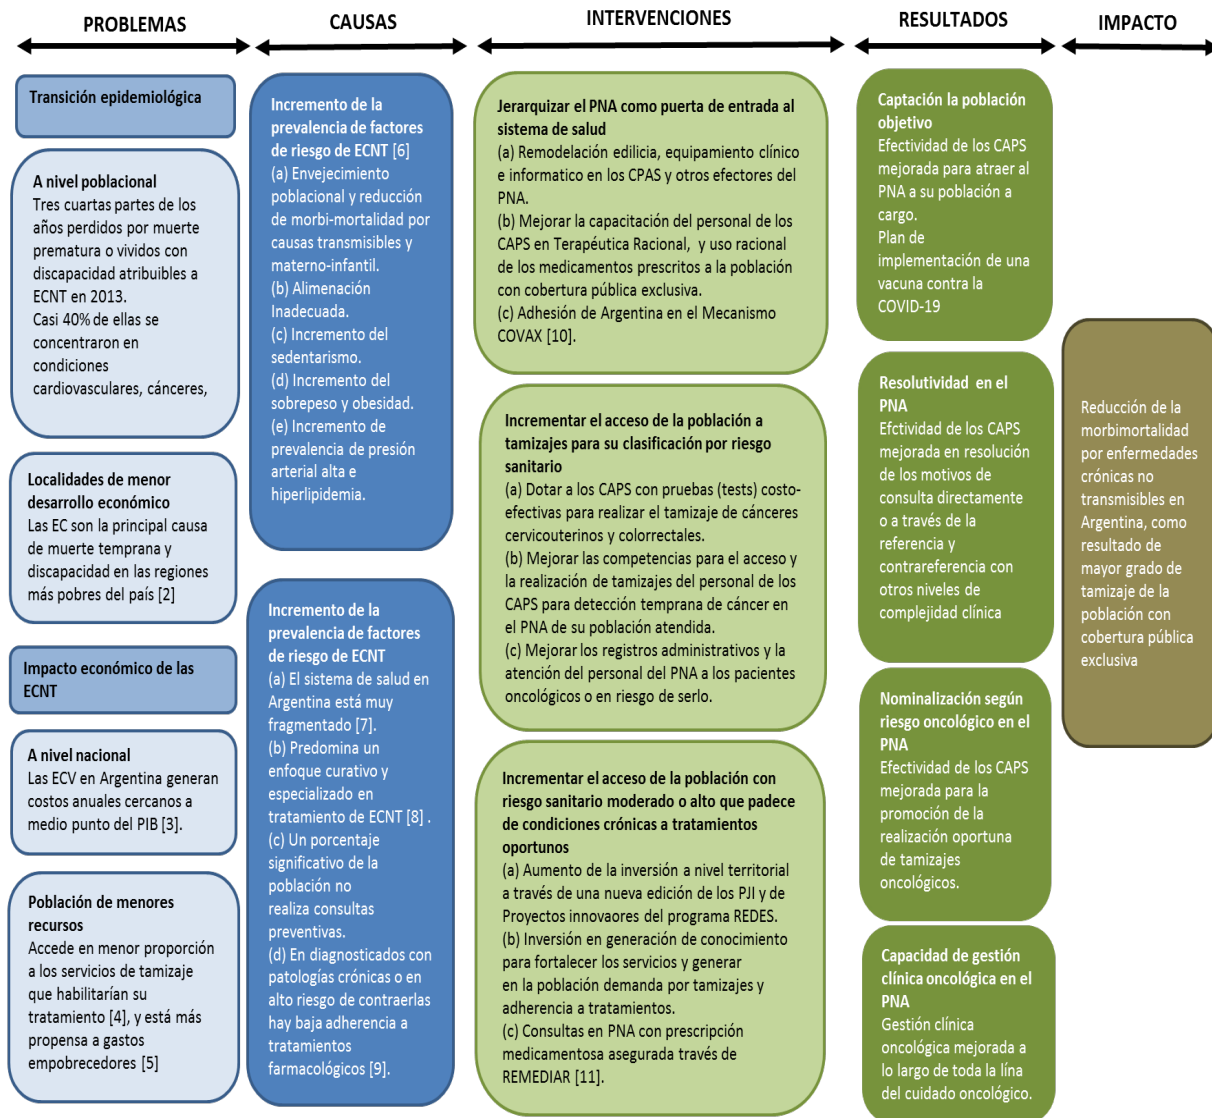 PROBLEMAS
CAUSAS
INTERVENCIONES
RESULTADOS
IMPACTO
Transición epidemiológica
A nivel poblacional
Tres cuartas partes de los
años perdidos por muerte
prematura o vividos con
discapacidad atribuibles a
ECNT en 2013.
Casi 40% de ellas se
concentraron en
condiciones
cardiovasculares, cánceres,
Localidades de menor
desarrollo económico
Las EC son la principal causa
de muerte temprana y
discapacidad en las regiones
más pobres del país [2]
Impacto económico de las
ECNT
A nivel nacional
Las ECV en Argentina generan
costos anuales cercanos a
medio punto del PIB [3].
Población de menores
recursos
Accede en menor proporción
a los servicios de tamizaje
que habilitarían su
tratamiento [4], y está más
propensa a gastos
empobrecedores [5]
Incremento de la
prevalencia de factores
de riesgo de ECNT [6]
(a) Envejecimiento
poblacional y reducción
de morbi-mortalidad por
causas transmisibles y
materno-infantil.
(b) Alimenación
Inadecuada.
(c) Incremento del
sedentarismo.
(d) Incremento del
sobrepeso y obesidad.
(e) Incremento de
prevalencia de presión
arterial alta e
hiperlipidemia.
Incremento de la
prevalencia de factores
de riesgo de ECNT
(a) El sistema de salud en
Argentina está muy
fragmentado [7].
(b) Predomina un
enfoque curativo y
especializado en
tratamiento de ECNT [8] .
(c) Un porcentaje
significativo de la
población no
realiza consultas
preventivas.
(d) En diagnosticados con
patologías crónicas o en
alto riesgo de contraerlas
hay baja adherencia a
tratamientos
farmacológicos [9].
Jerarquizar el PNA como puerta de entrada al
sistema de salud
(a) Remodelación edilicia, equipamiento clínico
e informatico en los CPAS y otros efectores del
PNA.
(b) Mejorar la capacitación del personal de los
CAPS en Terapéutica Racional, y uso racional
de los medicamentos prescritos a la población
con cobertura pública exclusiva.
(c) Adhesión de Argentina en el Mecanismo
COVAX [10].
Incrementar el acceso de la población a
tamizajes para su clasificación por riesgo
sanitario
(a) Dotar a los CAPS con pruebas (tests) costo-
efectivas para realizar el tamizaje de cánceres
cervicouterinos y colorrectales.
(b) Mejorar las competencias para el acceso y
la realización de tamizajes del personal de los
CAPS para detección temprana de cáncer en
el PNA de su población atendida.
(c) Mejorar los registros administrativos y la
atención del personal del PNA a los pacientes
oncológicos o en riesgo de serlo.
Incrementar el acceso de la población con
riesgo sanitario moderado o alto que padece
de condiciones crónicas a tratamientos
oportunos
(a) Aumento de la inversión a nivel territorial
a través de una nueva edición de los PJI y de
Proyectos innovaores del programa REDES.
(b) Inversión en generación de conocimiento
para fortalecer los servicios y generar
en la población demanda por tamizajes y
adherencia a tratamientos.
(c) Consultas en PNA con prescripción
medicamentosa asegurada través de
REMEDIAR [11].
Captación la población
objetivo
Efectividad de los CAPS
mejorada para atraer al
PNA a su población a
cargo.
Plan de
implementación de una
vacuna contra la
COVID-19
Resolutividad en el
PNA
Efctividad de los CAPS
mejorada en resolución
de los motivos de
consulta directamente
o a través de la
referencia y
contrareferencia con
otros niveles de
complejidad clínica
Nominalización según
riesgo oncológico en el
PNA
Efectividad de los CAPS
mejorada para la
promoción de la
realización oportuna
de tamizajes
oncológicos.
Capacidad de gestión
clínica oncológica en el
PNA
Gestión clínica
oncológica mejorada a
lo largo de toda la lína
del cuidado oncológico.
Reducción de la
morbimortalidad
por enfermedades
crónicas no
transmisibles en
Argentina, como
resultado de
mayor grado de
tamizaje de la
población con
cobertura pública
exclusiva